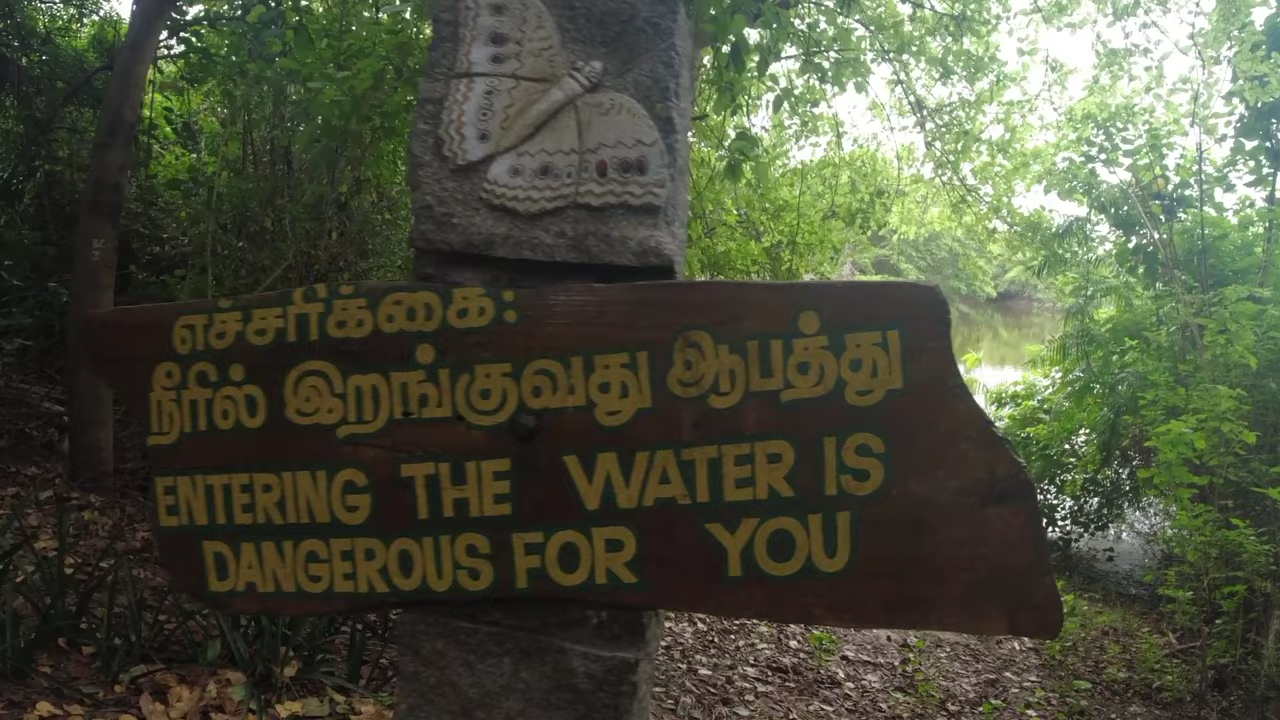 எச்சரிக்கை:
நீரில் இறங்குவது ஆபத்து
ENTERING THE WATER IS
DANGEROUS FOR YOU